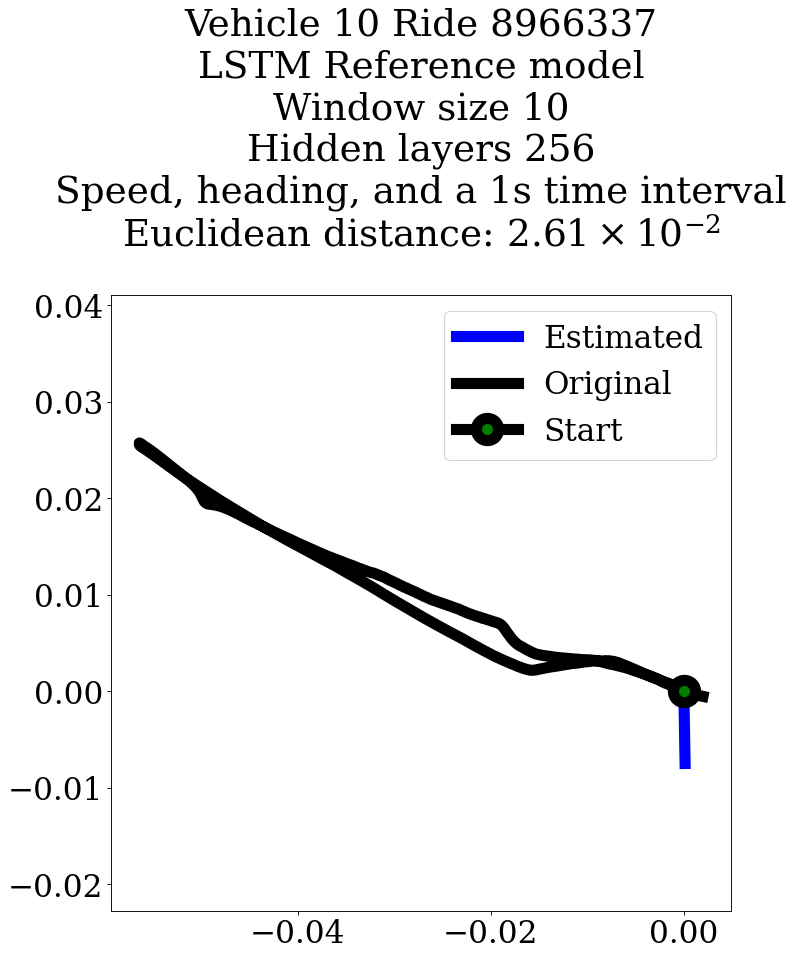 Vehicle 10 Ride 8966337
LSTM Reference model
Window size 10
Hidden layers 256
Speed, heading, and a 1s time interval
Euclidean distance: 2.61 × 10⁻²
0.04
0.03
0.02
0.01
0.00
−0.01
−0.02
Estimated
Original
Start
−0.04
−0.02
0.00